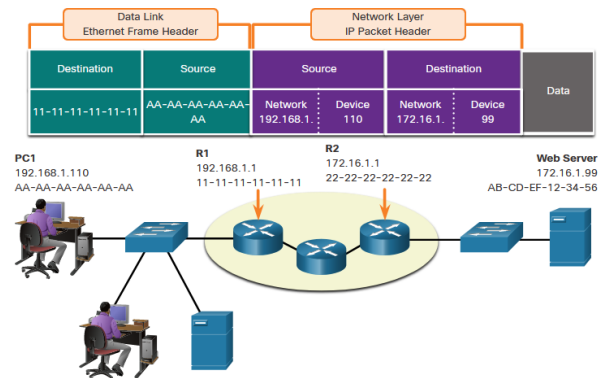 Data Link
Ethernet Frame Header
Network Layer
IP Packet Header
Destination
Source
Source
Destination
Data
11-11-11-11-11-11
AA-AA-AA-AA-AA-
AA
Network
192.168.1.
Device
110
Network
172.16.1.
Device
99
PC1
192.168.1.110
AA-AA-AA-AA-AA-AA
R1
192.168.1.1
11-11-11-11-11-11
R2
172.16.1.1
22-22-22-22-22-22
Web Server
172.16.1.99
AB-CD-EF-12-34-56